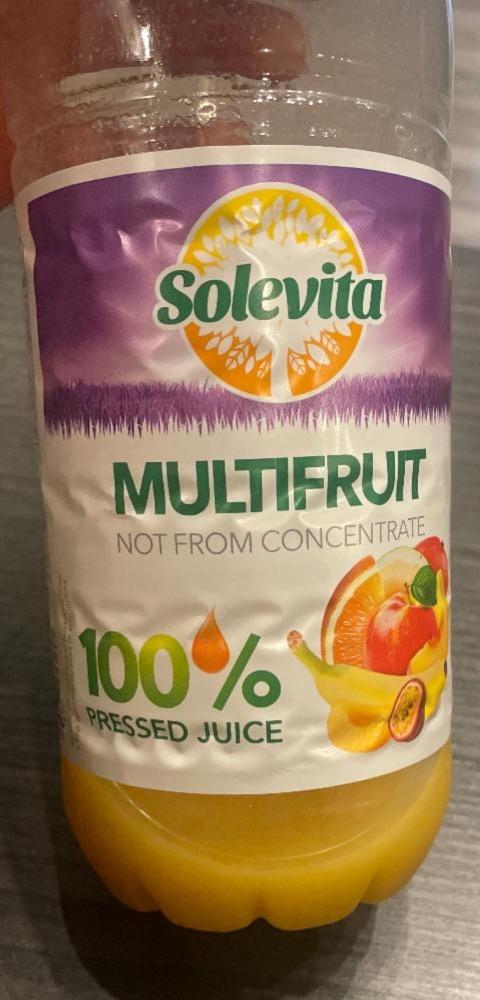 Solevita
MULTIFRUIT
NOT FROM CONCENTRATE
100%
PRESSED JUICE